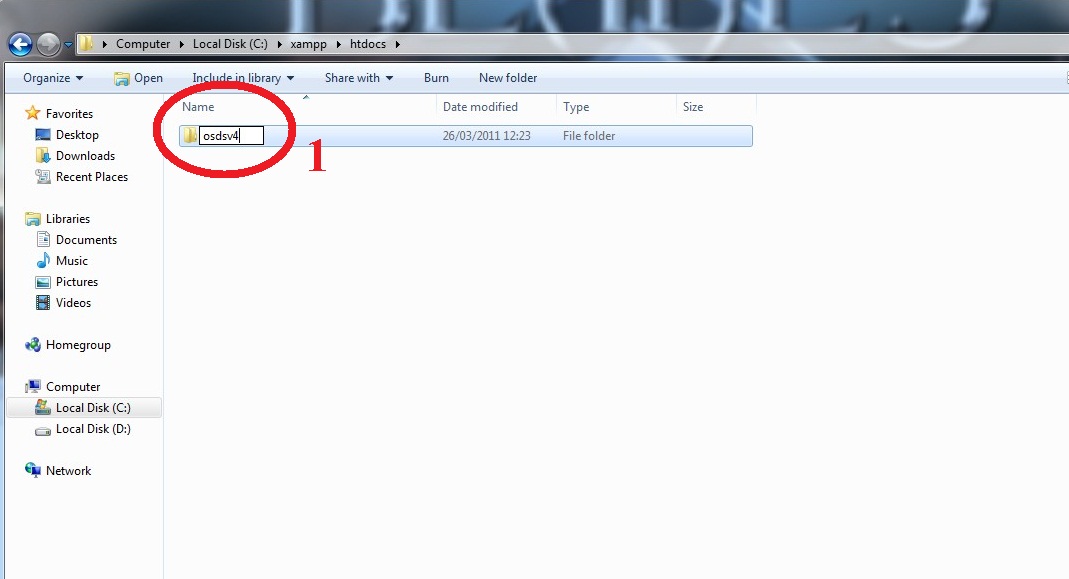 Computer Local Disk (C:) xampp htdocs
Organize Open Include in library Share with Burn New folder
Name Date modified Type Size
osdsv4 26/03/2011 12:23 File folder
1
Favorites
Desktop
Downloads
Recent Places
Libraries
Documents
Music
Pictures
Videos
Homegroup
Computer
Local Disk (C:)
Local Disk (D:)
Network